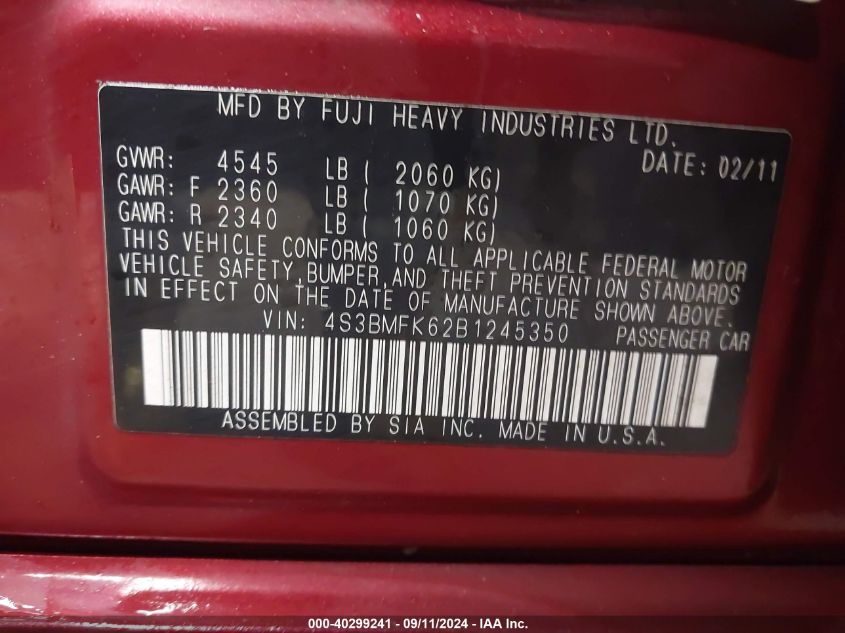 MFD BY FUJI HEAVY INDUSTRIES LTD.
DATE: 02/11
GVWR: 4545 LB ( 2060 KG)
GAWR: F 2360 LB ( 1070 KG)
GAWR: R 2340 LB ( 1060 KG)
THIS VEHICLE CONFORMS TO ALL APPLICABLE FEDERAL MOTOR
VEHICLE SAFETY, BUMPER, AND THEFT PREVENTION STANDARDS
IN EFFECT ON THE DATE OF MANUFACTURE SHOWN ABOVE.
VIN: 4S3BMFK62B1245350 PASSENGER CAR
ASSEMBLED BY SIA INC. MADE IN U.S.A.
000-40299241 - 09/11/2024 - IAA Inc.